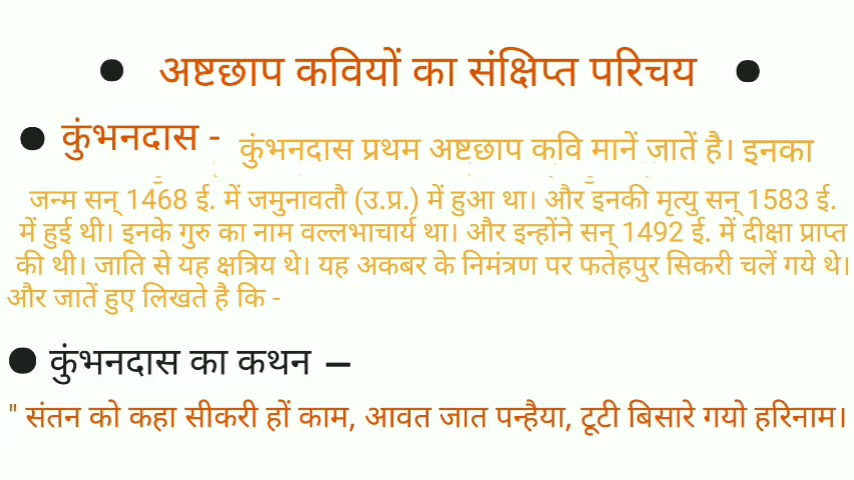 ● अष्टछाप कवियों का संक्षिप्त परिचय ●
● कुंभनदास - कुंभनदास प्रथम अष्टछाप कवि मानें जातें है। इनका
जन्म सन् 1468 ई. में जमुनावतौ (उ.प्र.) में हुआ था। और इनकी मृत्यु सन् 1583 ई.
में हुई थी। इनके गुरु का नाम वल्लभाचार्य था। और इन्होंने सन् 1492 ई. में दीक्षा प्राप्त
की थी। जाति से यह क्षत्रिय थे। यह अकबर के निमंत्रण पर फतेहपुर सिकरी चलें गये थे।
और जातें हुए लिखते है कि -
● कुंभनदास का कथन –
" संतन को कहा सीकरी हों काम, आवत जात पन्हैया, टूटी बिसारे गयो हरिनाम।